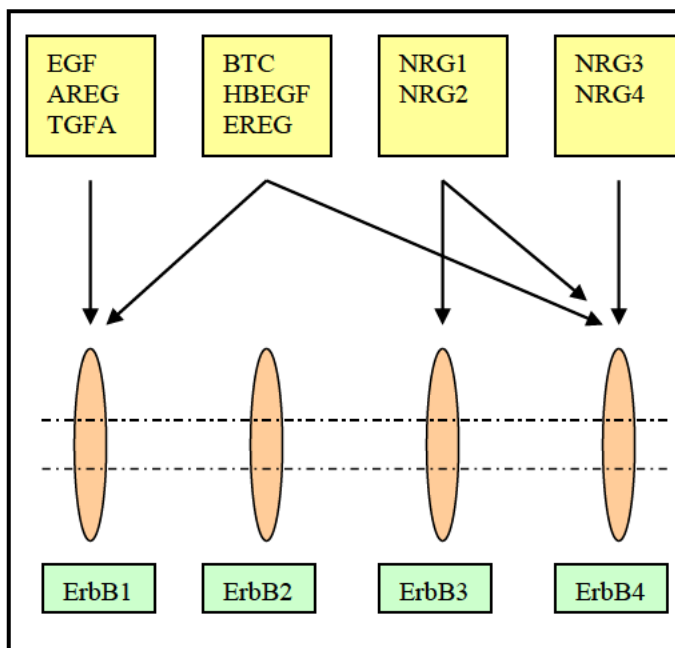 EGF
AREG
TGFA
BTC
HBEGF
EREG
NRG1
NRG2
NRG3
NRG4
ErbB1
ErbB2
ErbB3
ErbB4